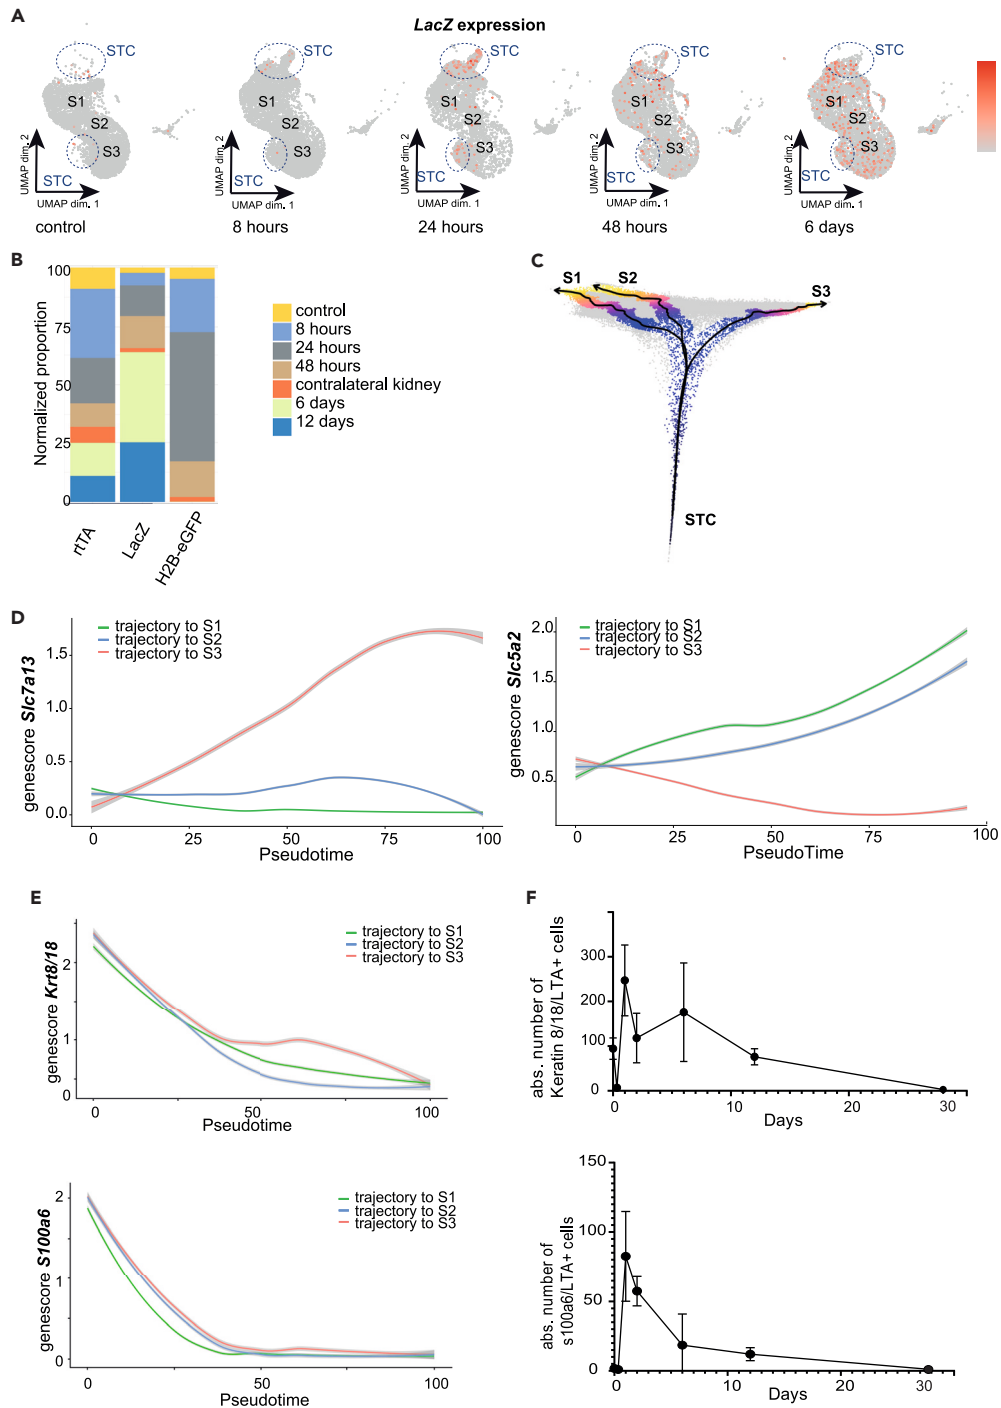 A
LacZ expression
STC
STC
STC
STC
STC
S1
S2
S3
STC
UMAP dim. 2
UMAP dim. 1
control
S1
S2
S3
STC
UMAP dim. 2
UMAP dim. 1
8 hours
S1
S2
S3
STC
UMAP dim. 2
UMAP dim. 1
24 hours
S1
S2
S3
STC
UMAP dim. 2
UMAP dim. 1
48 hours
S1
S2
S3
STC
UMAP dim. 2
UMAP dim. 1
6 days
B
Normalized proportion
100
75
50
25
0
rtTA
LacZ
H2B-eGFP
control
8 hours
24 hours
48 hours
contralateral kidney
6 days
12 days
C
S1
S2
S3
STC
D
trajectory to S1
trajectory to S2
trajectory to S3
genescore Slc7a13
1.5
1.0
0.5
0.0
0
25
50
75
100
Pseudotime
trajectory to S1
trajectory to S2
trajectory to S3
genescore Slc5a2
2.0
1.5
1.0
0.5
0
25
50
75
100
PseudoTime
E
trajectory to S1
trajectory to S2
trajectory to S3
genescore Krt8/18
2
1
0
0
50
100
Pseudotime
trajectory to S1
trajectory to S2
trajectory to S3
genescore S100a6
2
1
0
0
50
100
Pseudotime
F
abs. number of
Keratin 8/18/LTA+ cells
300
200
100
0
0
10
20
30
Days
abs. number of
s100a6/LTA+ cells
150
100
50
0
0
10
20
30
Days